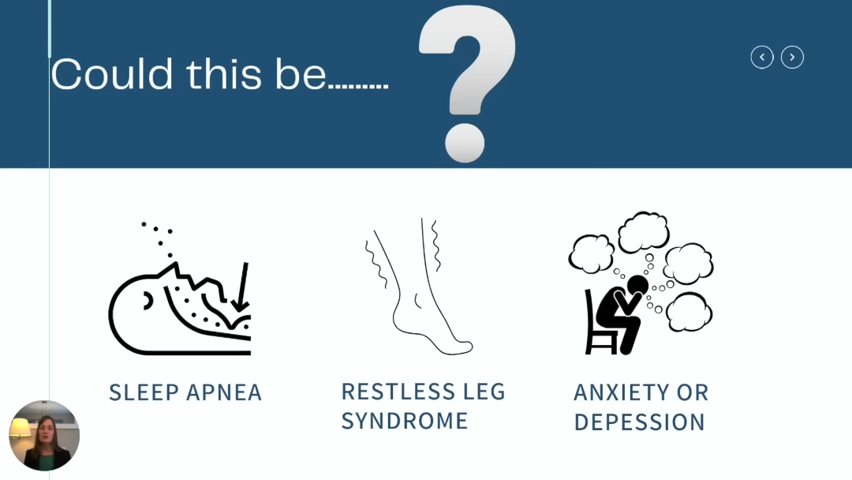 Could this be.........
?
SLEEP APNEA
RESTLESS LEG
SYNDROME
ANXIETY OR
DEPESSION